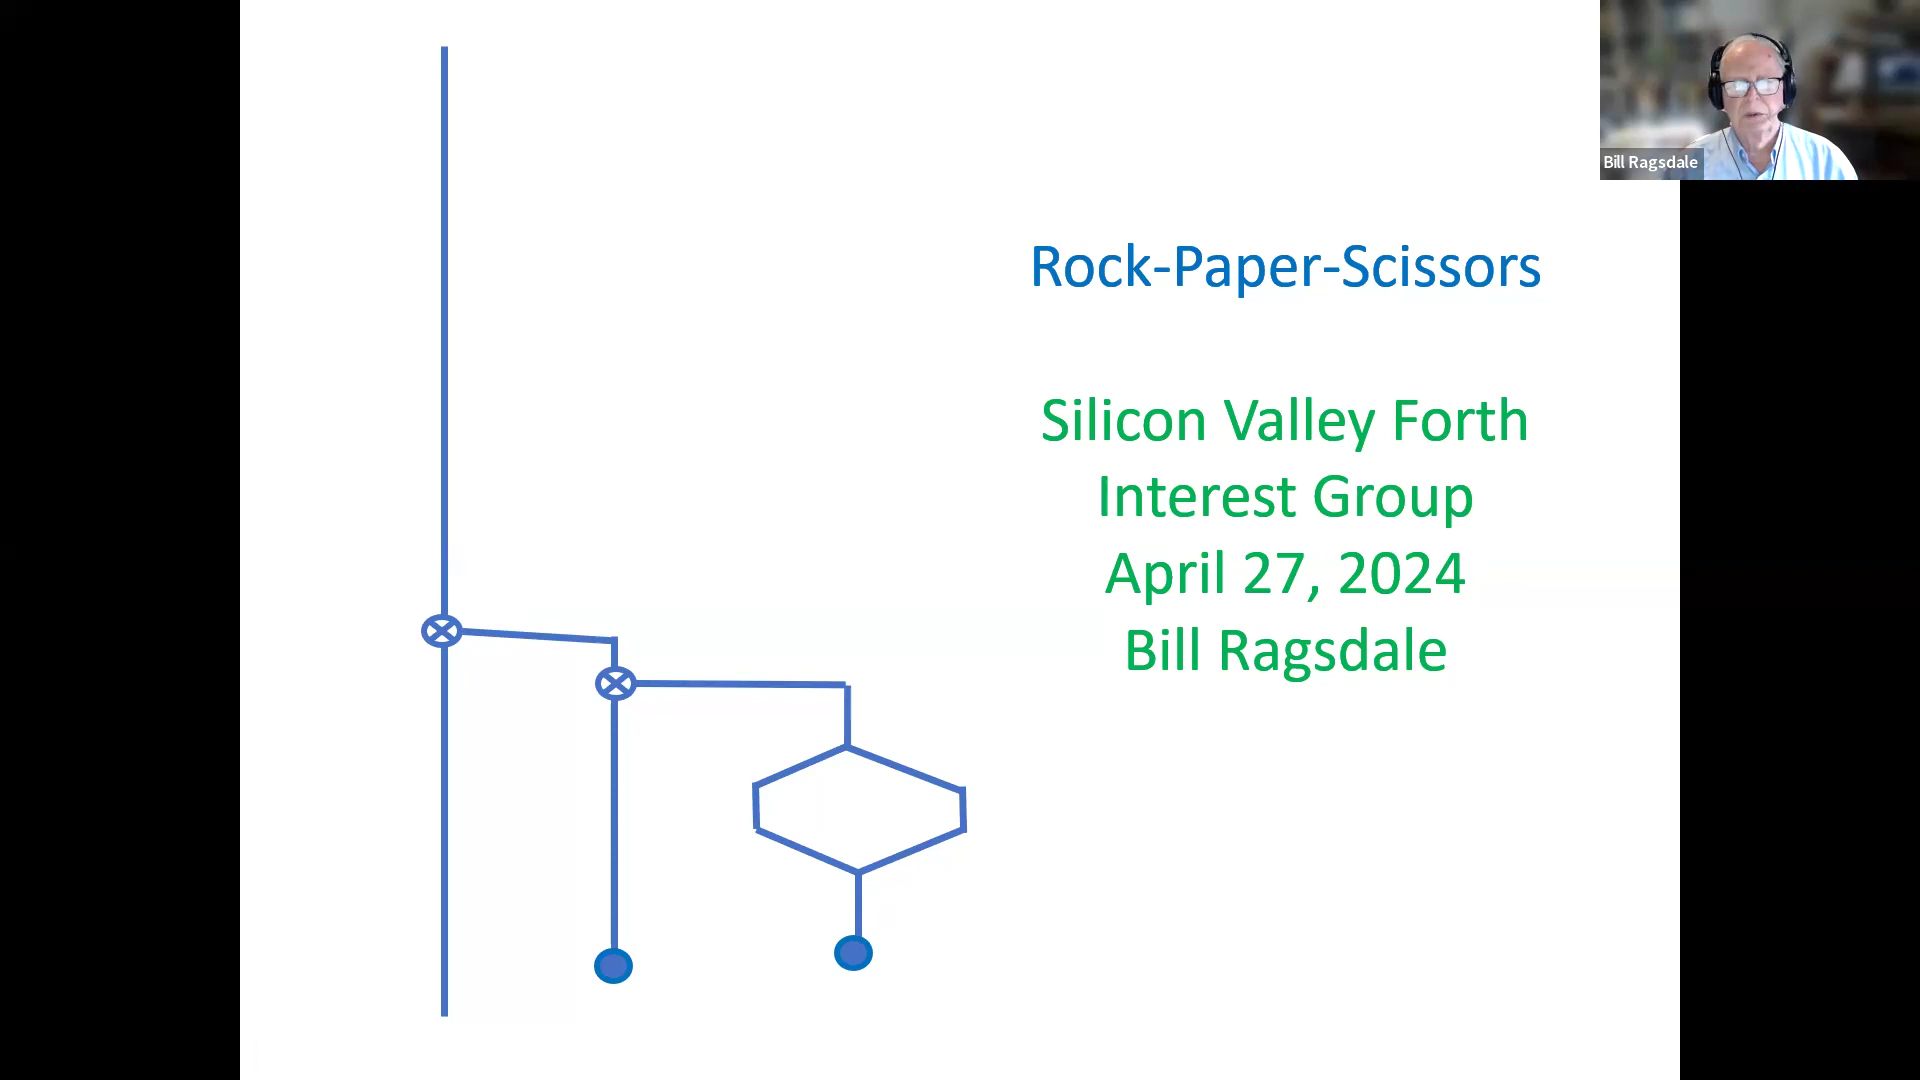 Bill Ragsdale
Rock-Paper-Scissors
Silicon Valley Forth
Interest Group
April 27, 2024
Bill Ragsdale